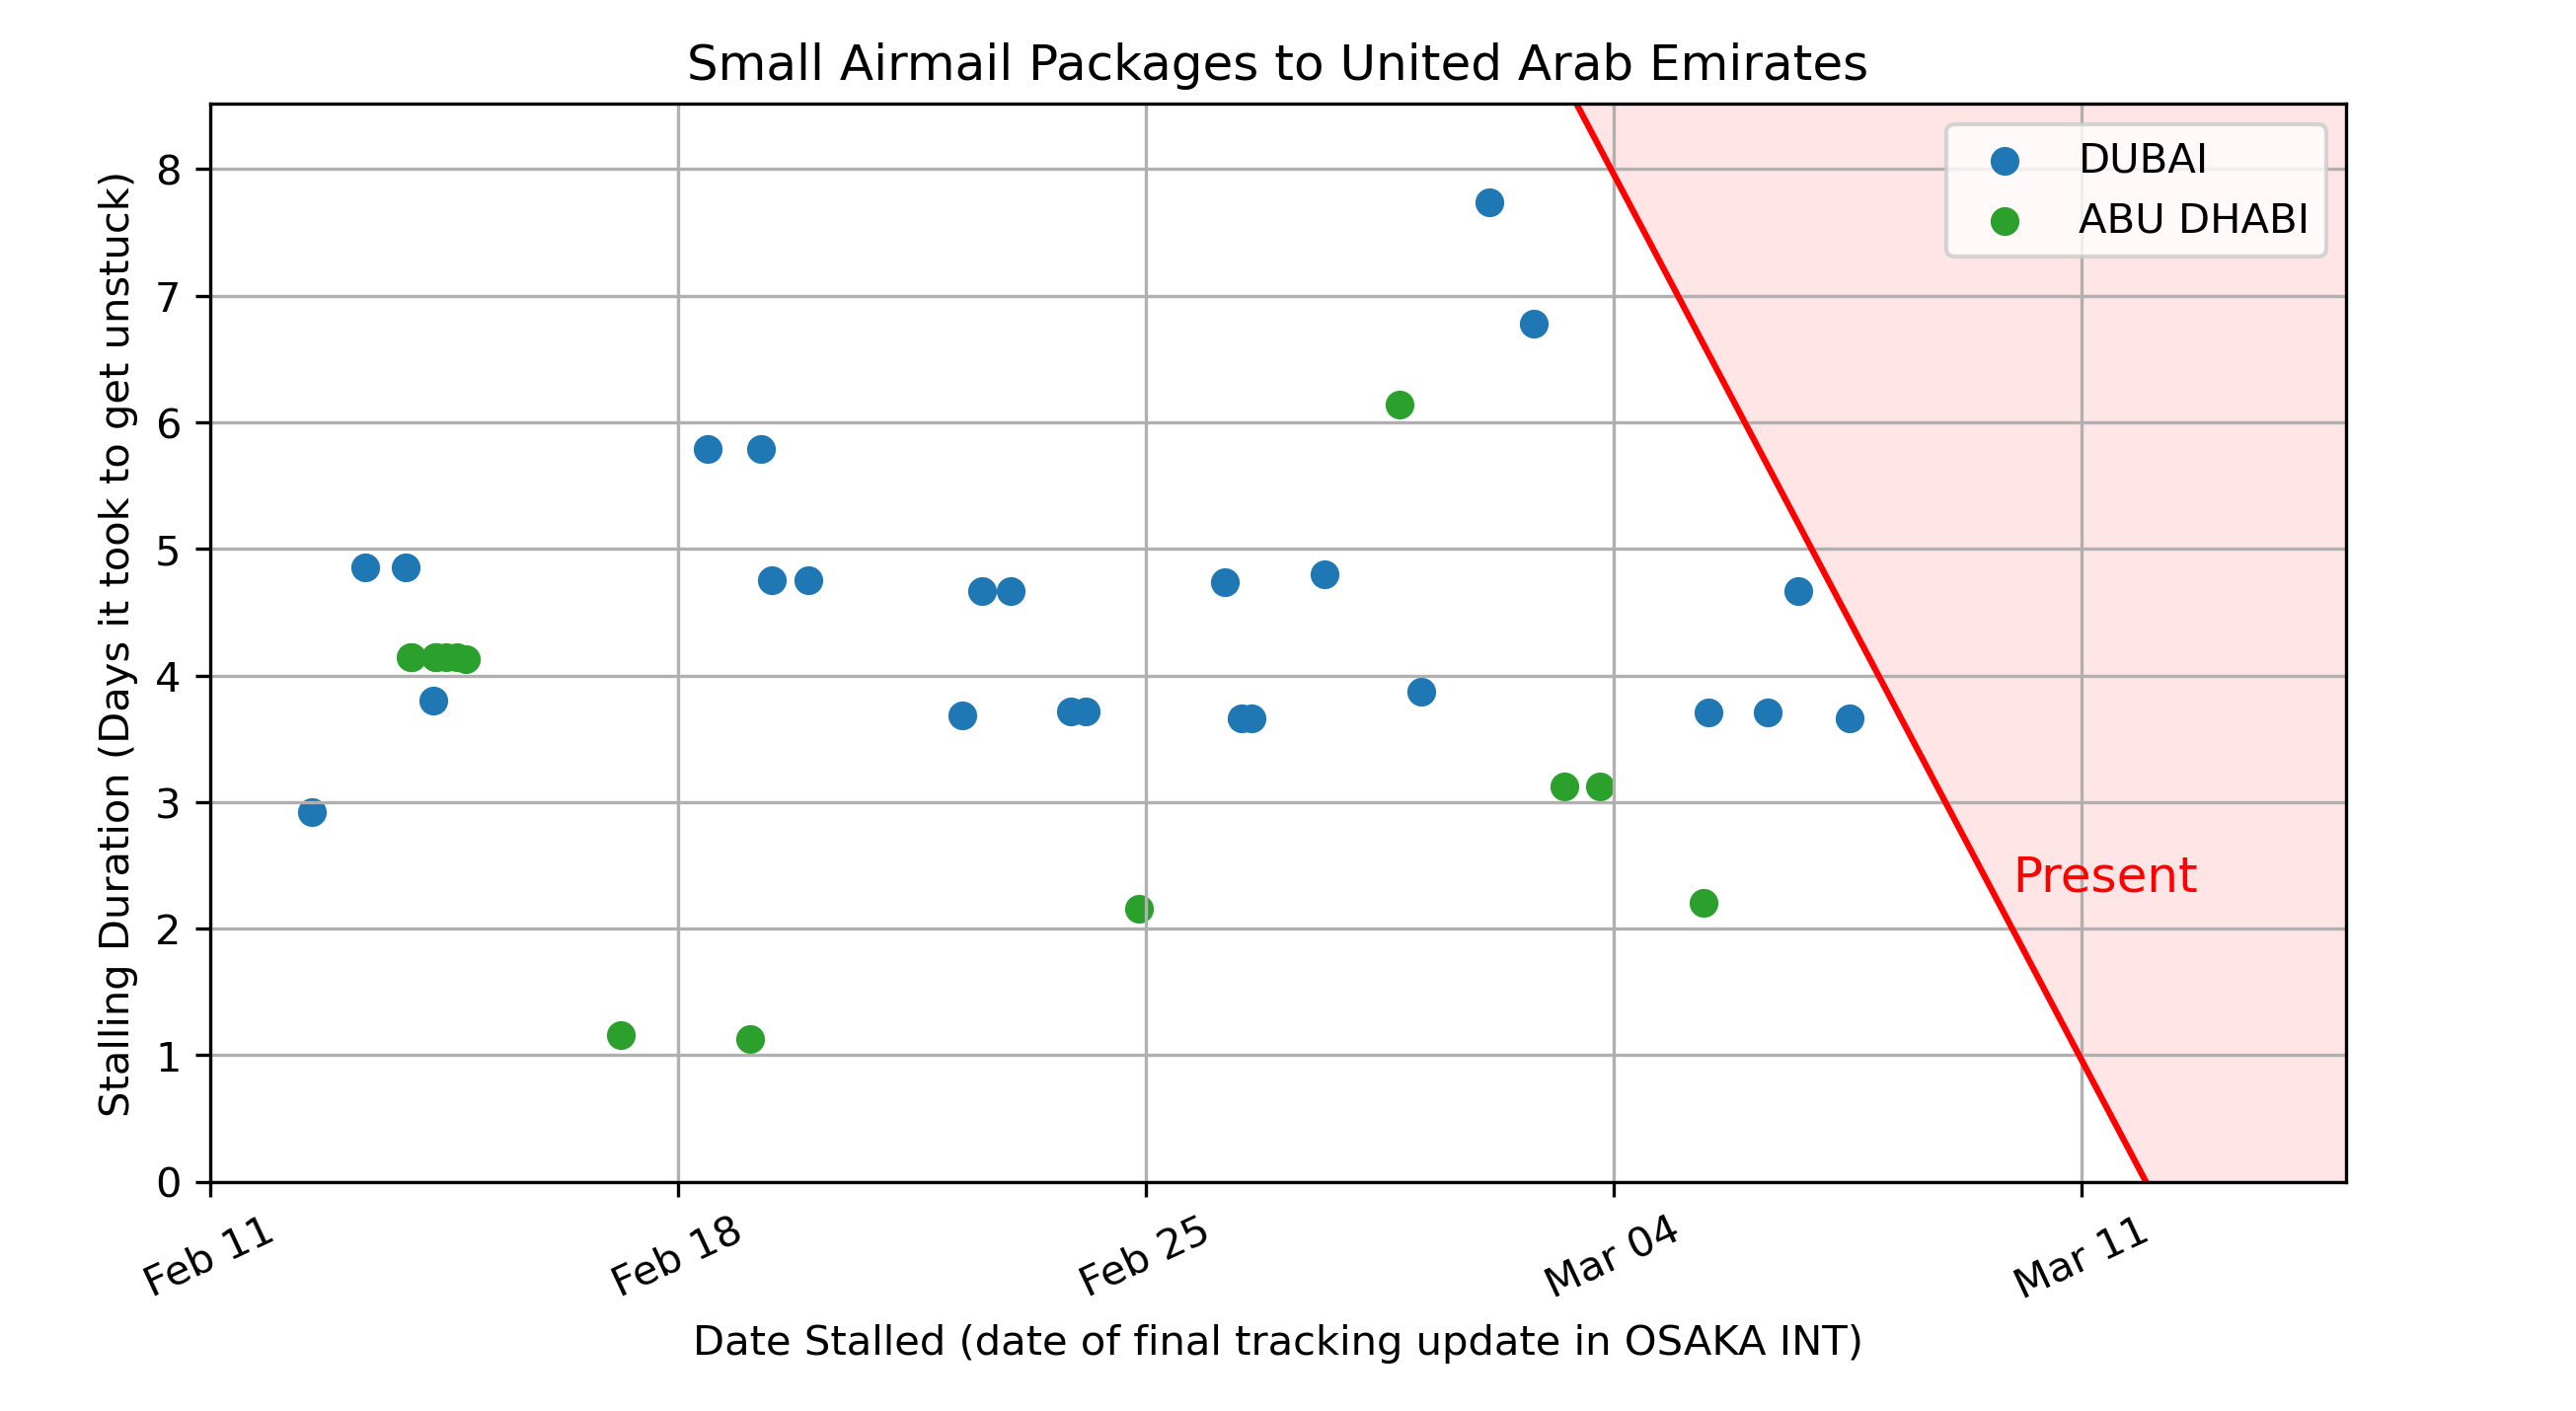 Small Airmail Packages to United Arab Emirates
DUBAI
ABU DHABI
Stalling Duration (Days it took to get unstuck)
8
7
6
5
4
3
2
1
0
Present
Feb 11
Feb 18
Feb 25
Mar 04
Mar 11
Date Stalled (date of final tracking update in OSAKA INT)